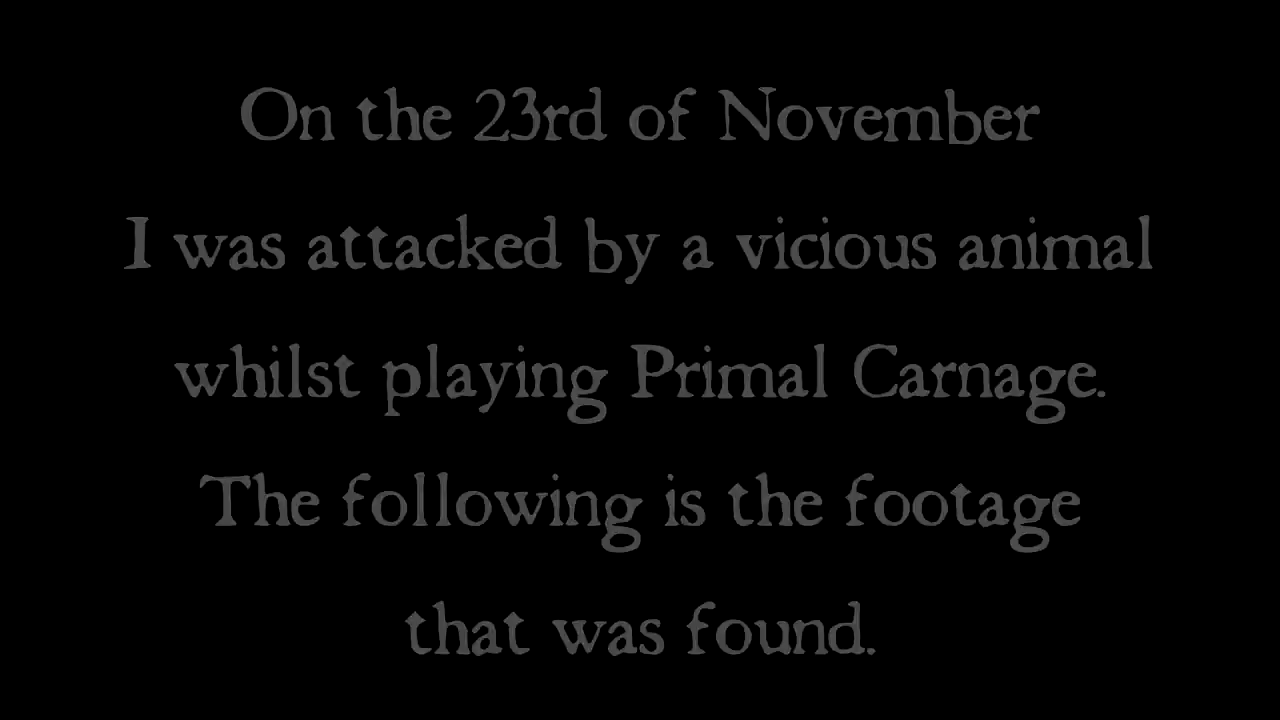 On the 23rd of November
I was attacked by a vicious animal
whilst playing Primal Carnage.
The following is the footage
that was found.